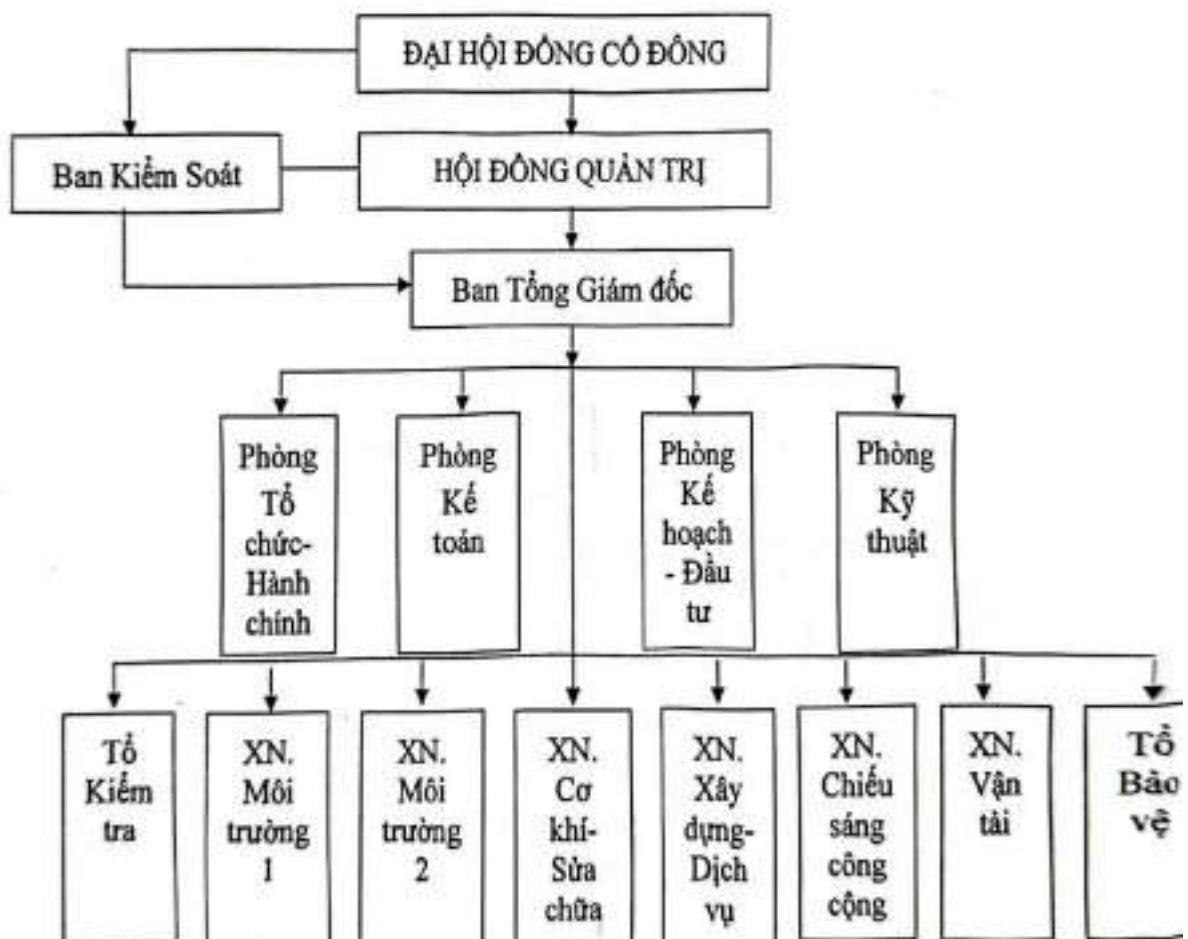 ĐẠI HỘI ĐỒNG CỔ ĐÔNG
Ban Kiểm Soát
HỘI ĐỒNG QUẢN TRỊ
Ban Tổng Giám đốc
Phòng
Tổ
chức-
Hành
chính
Phòng
Kế
toán
Phòng
Kế
hoạch
- Đầu
tư
Phòng
Kỹ
thuật
Tổ
Kiểm
tra
XN.
Môi
trường
1
XN.
Môi
trường
2
XN.
Cơ
khí-
Sửa
chữa
XN.
Xây
dựng-
Dịch
vụ
XN.
Chiếu
sáng
công
cộng
XN.
Vận
tải
Tổ
Bảo
vệ